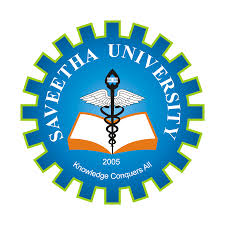 SAVEETHA UNIVERSITY
2005
Knowledge Conquers All